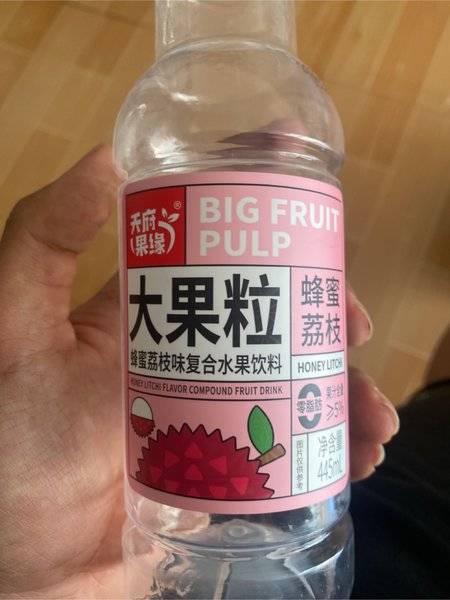 天府
果缘
®
BIG FRUIT
PULP
大果粒
蜂蜜
荔枝
蜂蜜荔枝味复合水果饮料
HONEY LITCHI
HONEY LITCHI FLAVOR COMPOUND FRUIT DRINK
0
零脂肪
果汁含量
≥5%
图片仅供参考
净含量
445mL